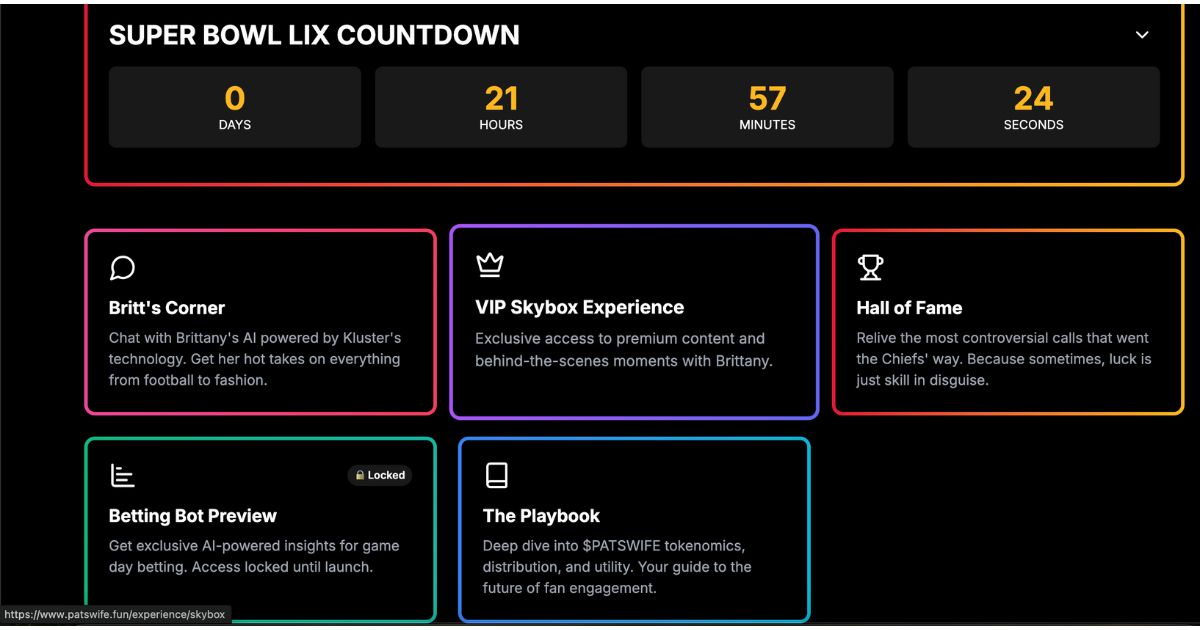 SUPER BOWL LIX COUNTDOWN
0
DAYS
21
HOURS
57
MINUTES
24
SECONDS
Britt's Corner
Chat with Brittany's AI powered by Kluster's
technology. Get her hot takes on everything
from football to fashion.
VIP Skybox Experience
Exclusive access to premium content and
behind-the-scenes moments with Brittany.
Hall of Fame
Relive the most controversial calls that went
the Chiefs' way. Because sometimes, luck is
just skill in disguise.
Locked
Betting Bot Preview
Get exclusive AI-powered insights for game
day betting. Access locked until launch.
The Playbook
Deep dive into $PATSWIFE tokenomics,
distribution, and utility. Your guide to the
future of fan engagement.
https://www.patswife.fun/experience/skybox